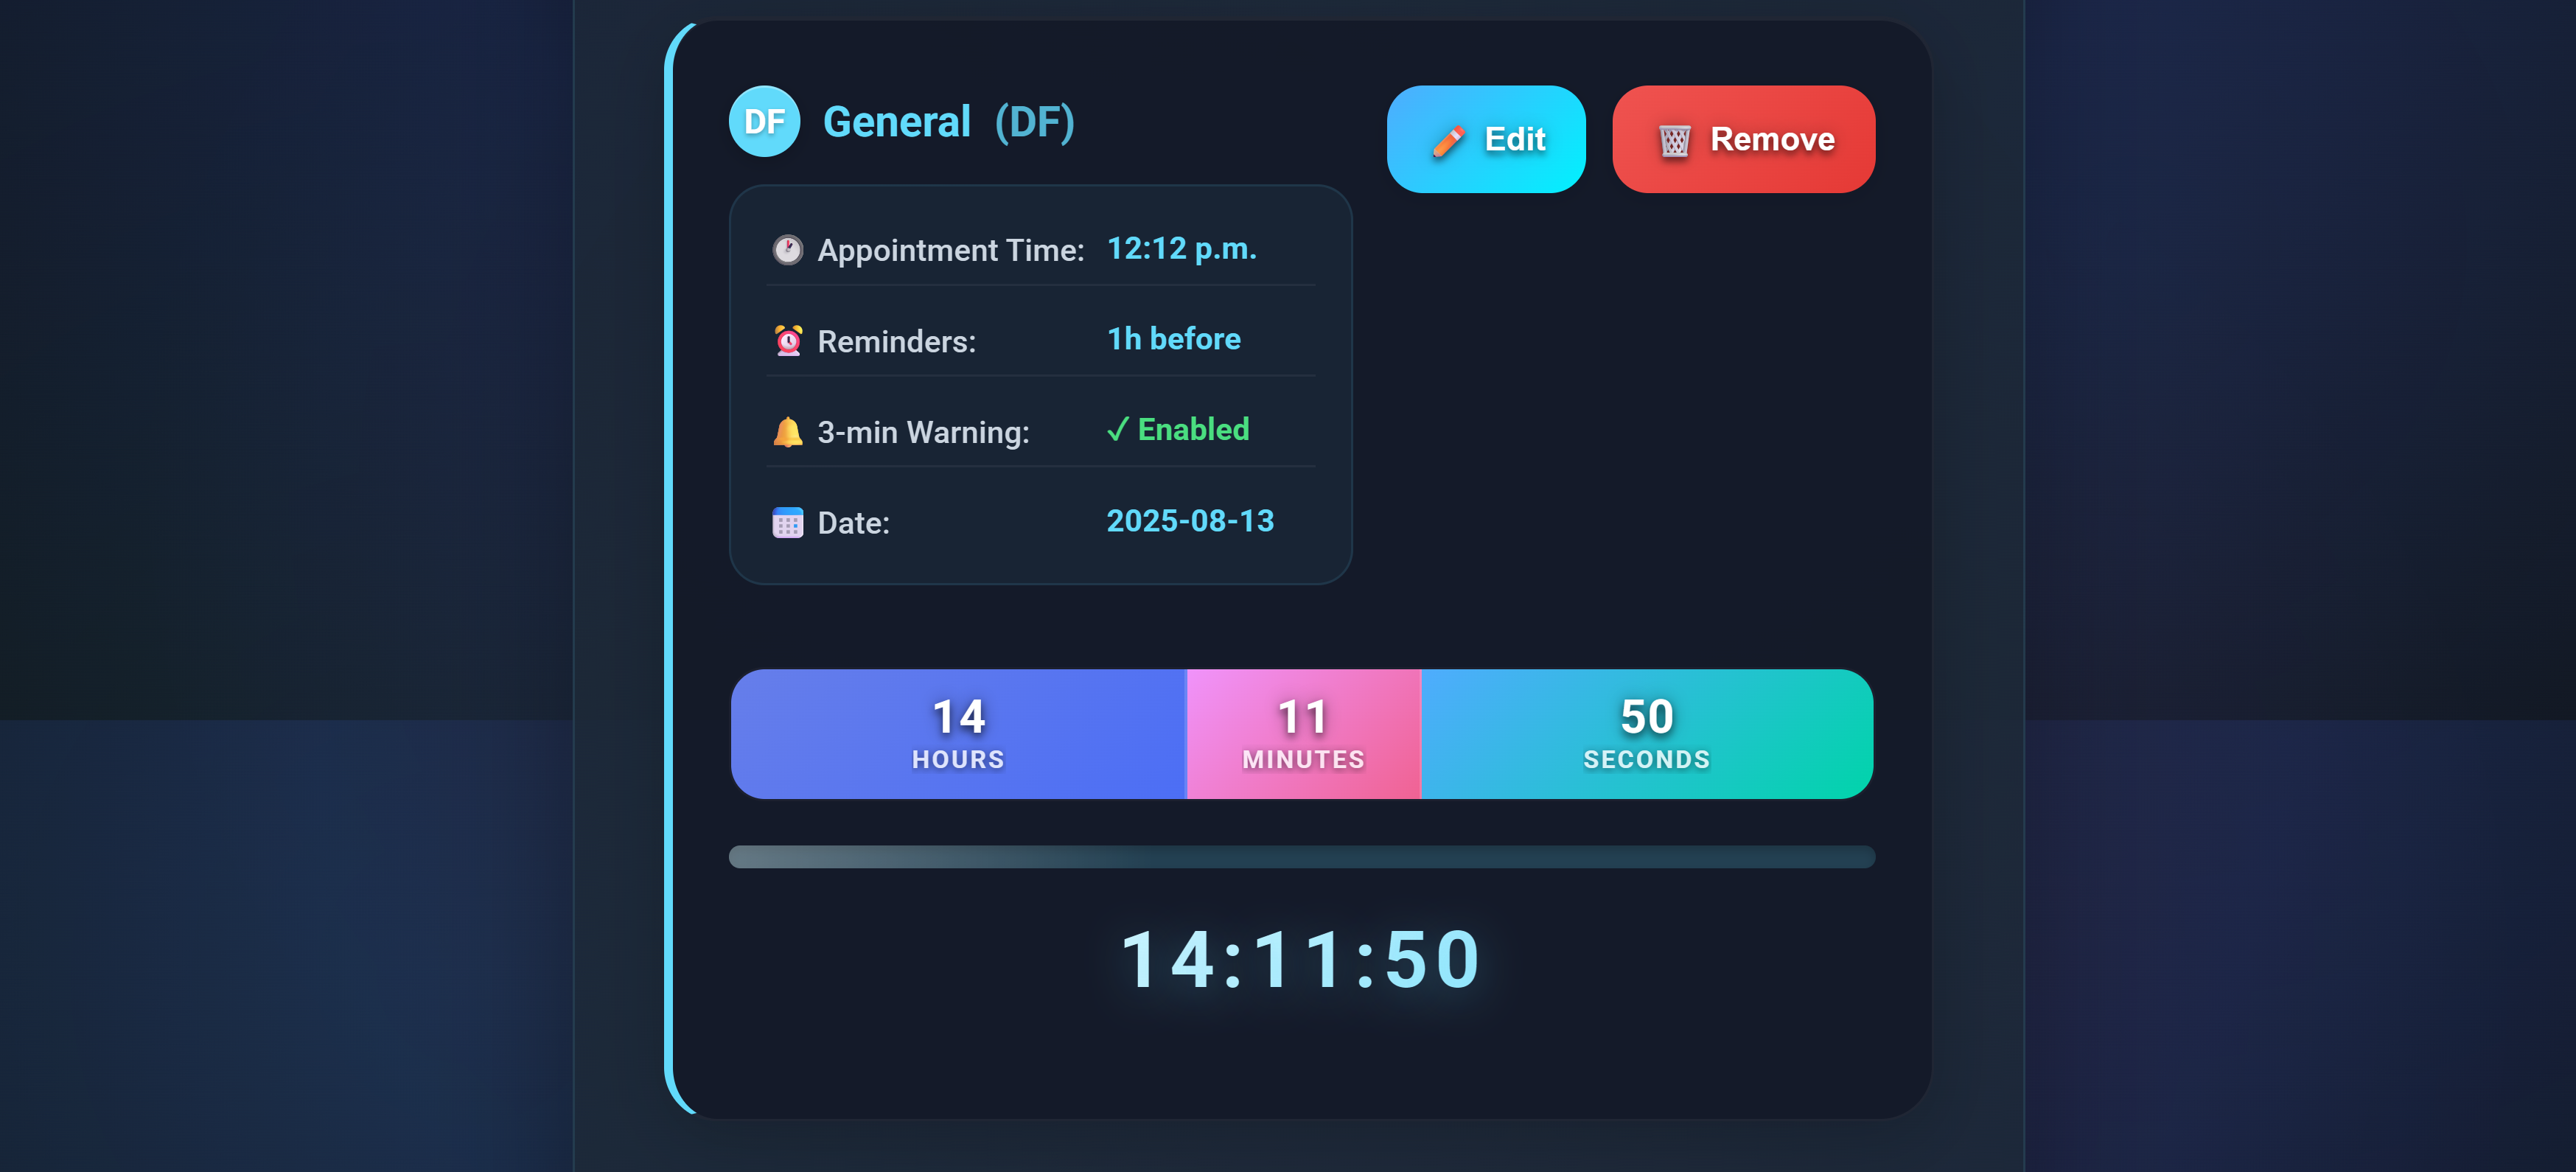 DF General (DF)
Edit
Remove
Appointment Time: 12:12 p.m.
Reminders: 1h before
3-min Warning: ✓ Enabled
Date: 2025-08-13
14 11 50
HOURS MINUTES SECONDS
14:11:50